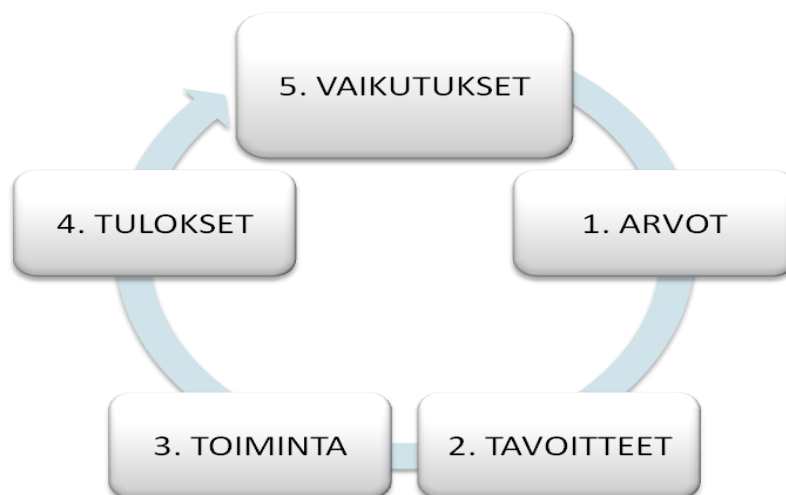 5. VAIKUTUKSET
4. TULOKSET
1. ARVOT
3. TOIMINTA
2. TAVOITTEET